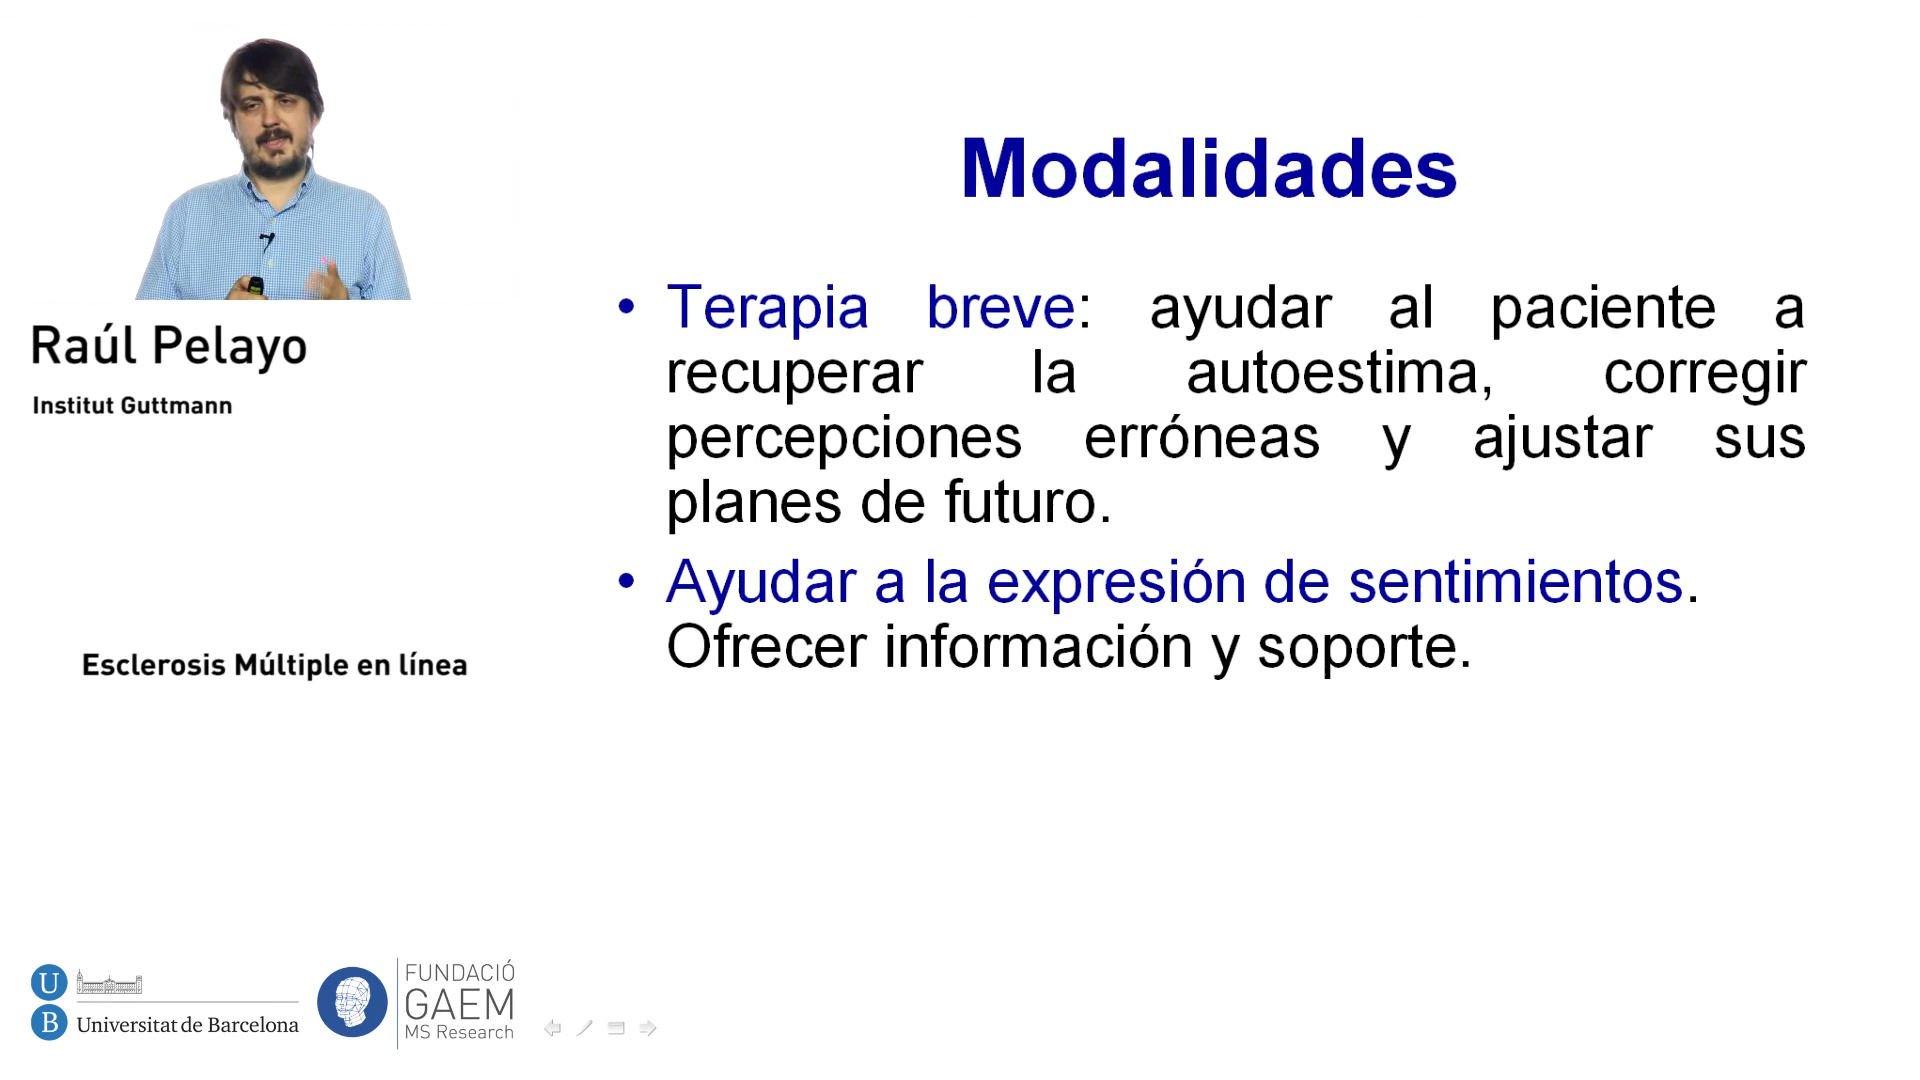 Raúl Pelayo
Institut Guttmann
Esclerosis Múltiple en línea
Modalidades
• Terapia breve: ayudar al paciente a
recuperar la autoestima, corregir
percepciones erróneas y ajustar sus
planes de futuro.
• Ayudar a la expresión de sentimientos.
Ofrecer información y soporte.
U
B Universitat de Barcelona
FUNDACIÓ
GAEM
MS Research